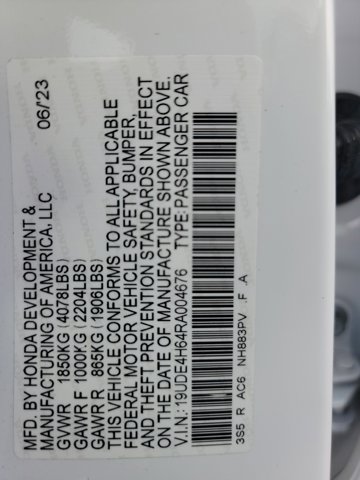 MFD. BY HONDA DEVELOPMENT & 06/'23
MANUFACTURING OF AMERICA, LLC
GVWR 1850KG (4078LBS)
GAWR F 1000KG (2204LBS)
GAWR R 865KG (1906LBS)
THIS VEHICLE CONFORMS TO ALL APPLICABLE
FEDERAL MOTOR VEHICLE SAFETY, BUMPER,
AND THEFT PREVENTION STANDARDS IN EFFECT
ON THE DATE OF MANUFACTURE SHOWN ABOVE.
V.I.N.: 19UDE4H64RA004676 TYPE: PASSENGER CAR
3S5 R AC6 NH883PV .F .A